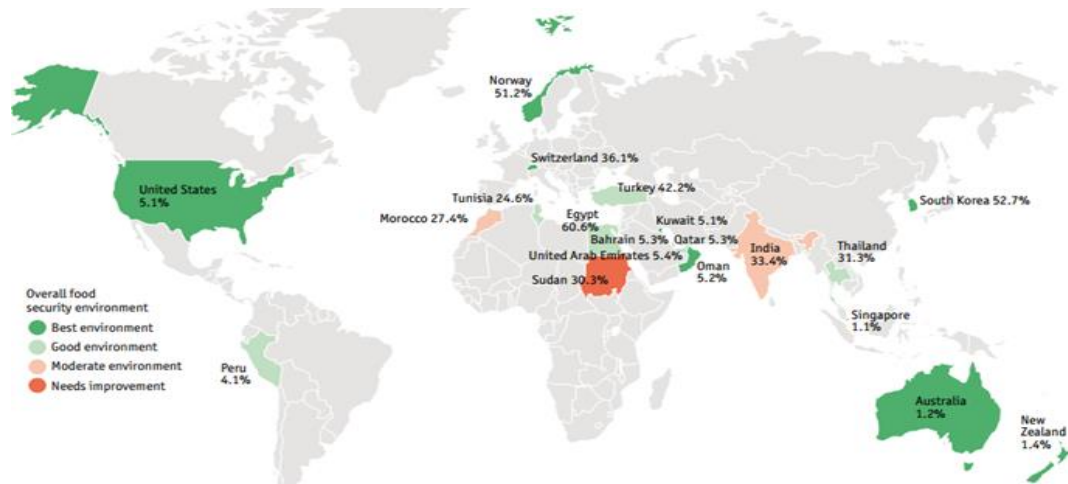 Norway
51.2%
Switzerland 36.1%
United States
5.1%
Tunisia 24.6%
Turkey 42.2%
South Korea 52.7%
Morocco 27.4%
Egypt
60.6%
Kuwait 5.1%
Bahrain 5.3%
Qatar 5.3%
India
33.4%
Thailand
31.3%
United Arab Emirates 5.4%
Oman
5.2%
Sudan 30.3%
Overall food
security environment
Best environment
Good environment
Moderate environment
Needs improvement
Singapore
1.1%
Peru
4.1%
Australia
1.2%
New
Zealand
1.4%